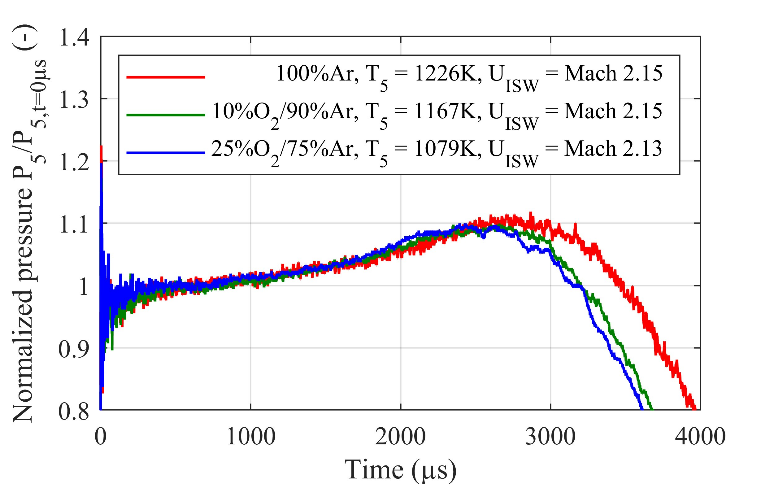 Normalized pressure P5/P5,t=0μs (-)
1.4
1.3
1.2
1.1
1
0.9
0.8
100%Ar, T5 = 1226K, UISW = Mach 2.15
10%O2/90%Ar, T5 = 1167K, UISW = Mach 2.15
25%O2/75%Ar, T5 = 1079K, UISW = Mach 2.13
0 1000 2000 3000 4000
Time (μs)